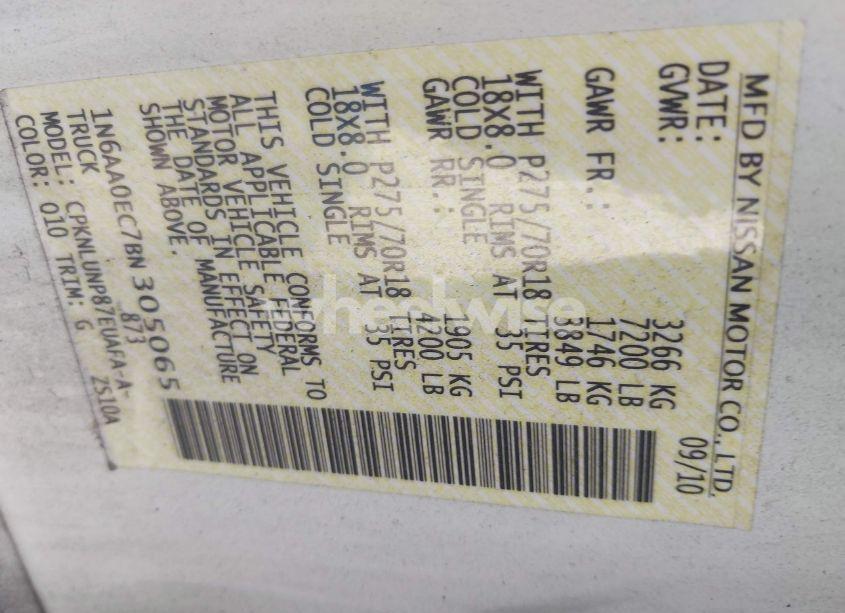 MFD BY NISSAN MOTOR CO., LTD.
DATE: 09/10
GVWR: 3266 KG
7200 LB
GAWR FR.: 1746 KG
3849 LB
WITH P275/70R18 TIRES
18X8.0 RIMS AT 35 PSI
COLD SINGLE
GAWR RR.: 1905 KG
4200 LB
WITH P275/70R18 TIRES
18X8.0 RIMS AT 35 PSI
COLD SINGLE
THIS VEHICLE CONFORMS TO
ALL APPLICABLE FEDERAL
MOTOR VEHICLE SAFETY
STANDARDS IN EFFECT ON
THE DATE OF MANUFACTURE
SHOWN ABOVE.
1N6AA0EC7BN305065
TRUCK 873
MODEL: CPKNLUNP87EUAFA-A-
COLOR: 010 TRIM: G ZS10A
wheelwise